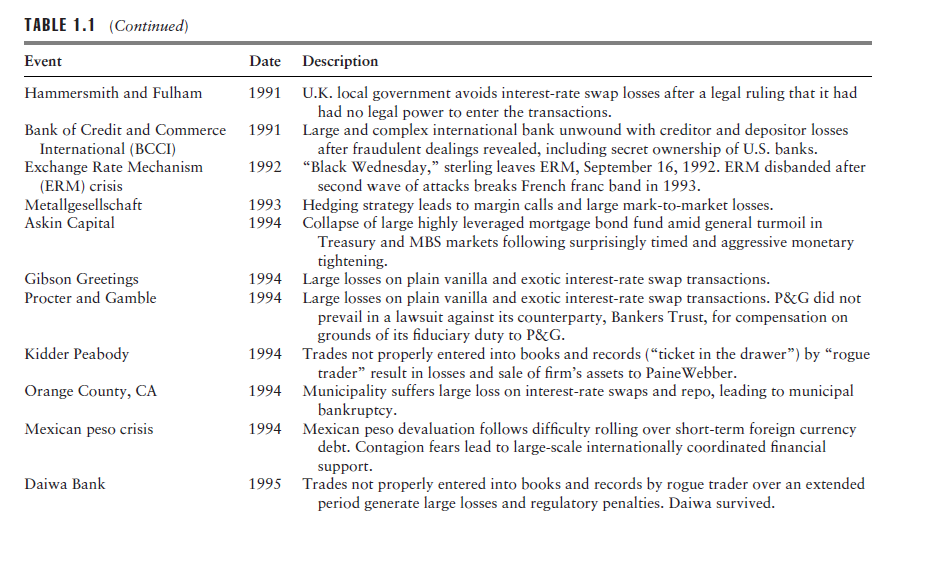 TABLE 1.1 (Continued)
Event Date Description
Hammersmith and Fulham 1991 U.K. local government avoids interest-rate swap losses after a legal ruling that it had
had no legal power to enter the transactions.
Bank of Credit and Commerce 1991 Large and complex international bank unwound with creditor and depositor losses
International (BCCI) after fraudulent dealings revealed, including secret ownership of U.S. banks.
Exchange Rate Mechanism 1992 “Black Wednesday,” sterling leaves ERM, September 16, 1992. ERM disbanded after
(ERM) crisis second wave of attacks breaks French franc band in 1993.
Metallgesellschaft 1993 Hedging strategy leads to margin calls and large mark-to-market losses.
Askin Capital 1994 Collapse of large highly leveraged mortgage bond fund amid general turmoil in
Treasury and MBS markets following surprisingly timed and aggressive monetary
tightening.
Gibson Greetings 1994 Large losses on plain vanilla and exotic interest-rate swap transactions.
Procter and Gamble 1994 Large losses on plain vanilla and exotic interest-rate swap transactions. P&G did not
prevail in a lawsuit against its counterparty, Bankers Trust, for compensation on
grounds of its fiduciary duty to P&G.
Kidder Peabody 1994 Trades not properly entered into books and records (“ticket in the drawer”) by “rogue
trader” result in losses and sale of firm’s assets to PaineWebber.
Orange County, CA 1994 Municipality suffers large loss on interest-rate swaps and repo, leading to municipal
bankruptcy.
Mexican peso crisis 1994 Mexican peso devaluation follows difficulty rolling over short-term foreign currency
debt. Contagion fears lead to large-scale internationally coordinated financial
support.
Daiwa Bank 1995 Trades not properly entered into books and records by rogue trader over an extended
period generate large losses and regulatory penalties. Daiwa survived.